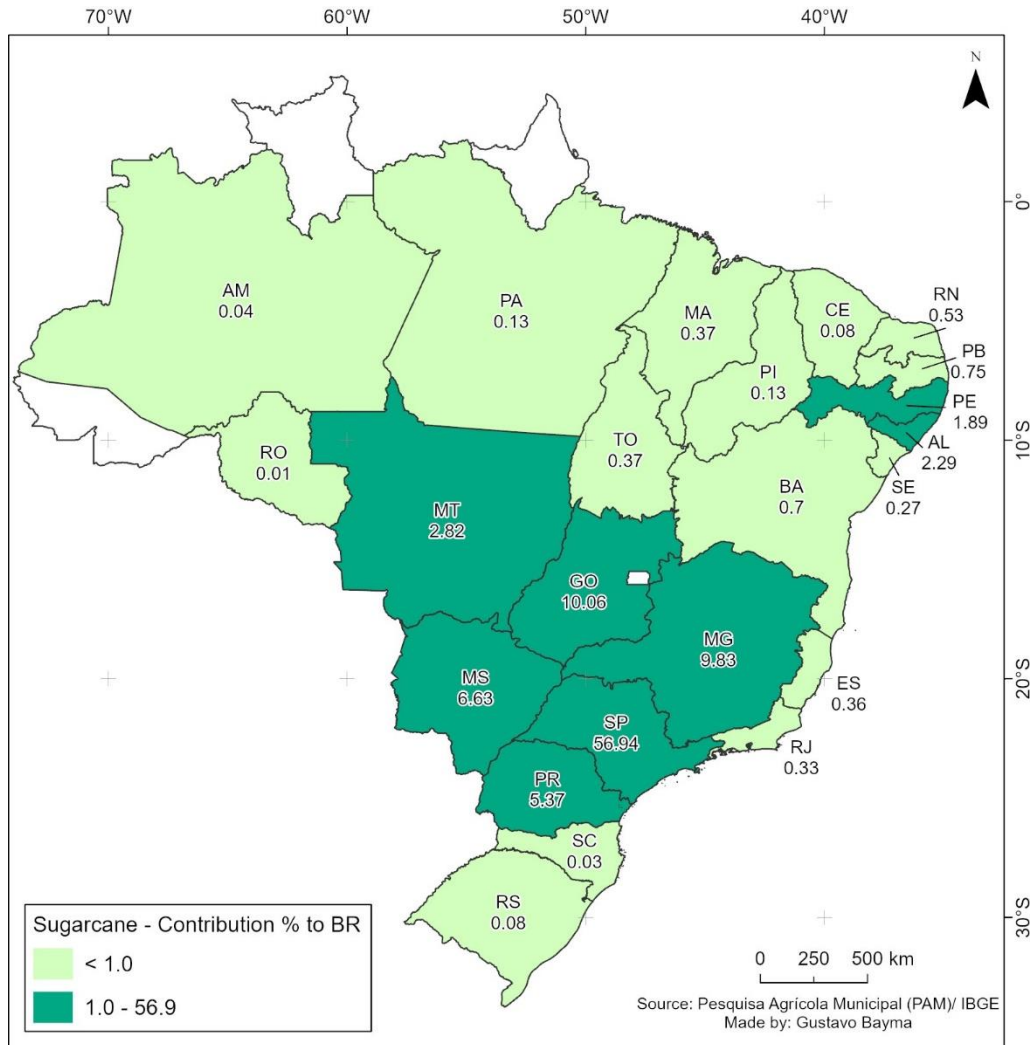 70°W
60°W
50°W
40°W
N
0°
10°S
20°S
30°S
AM
0.04
PA
0.13
MA
0.37
CE
0.08
RN
0.53
PB
0.75
PI
0.13
PE
1.89
AL
2.29
SE
0.27
TO
0.37
RO
0.01
BA
0.7
MT
2.82
GO
10.06
MG
9.83
ES
0.36
MS
6.63
SP
56.94
RJ
0.33
PR
5.37
SC
0.03
RS
0.08
Sugarcane - Contribution % to BR
< 1.0
1.0 - 56.9
0 250 500 km
Source: Pesquisa Agrícola Municipal (PAM)/ IBGE
Made by: Gustavo Bayma